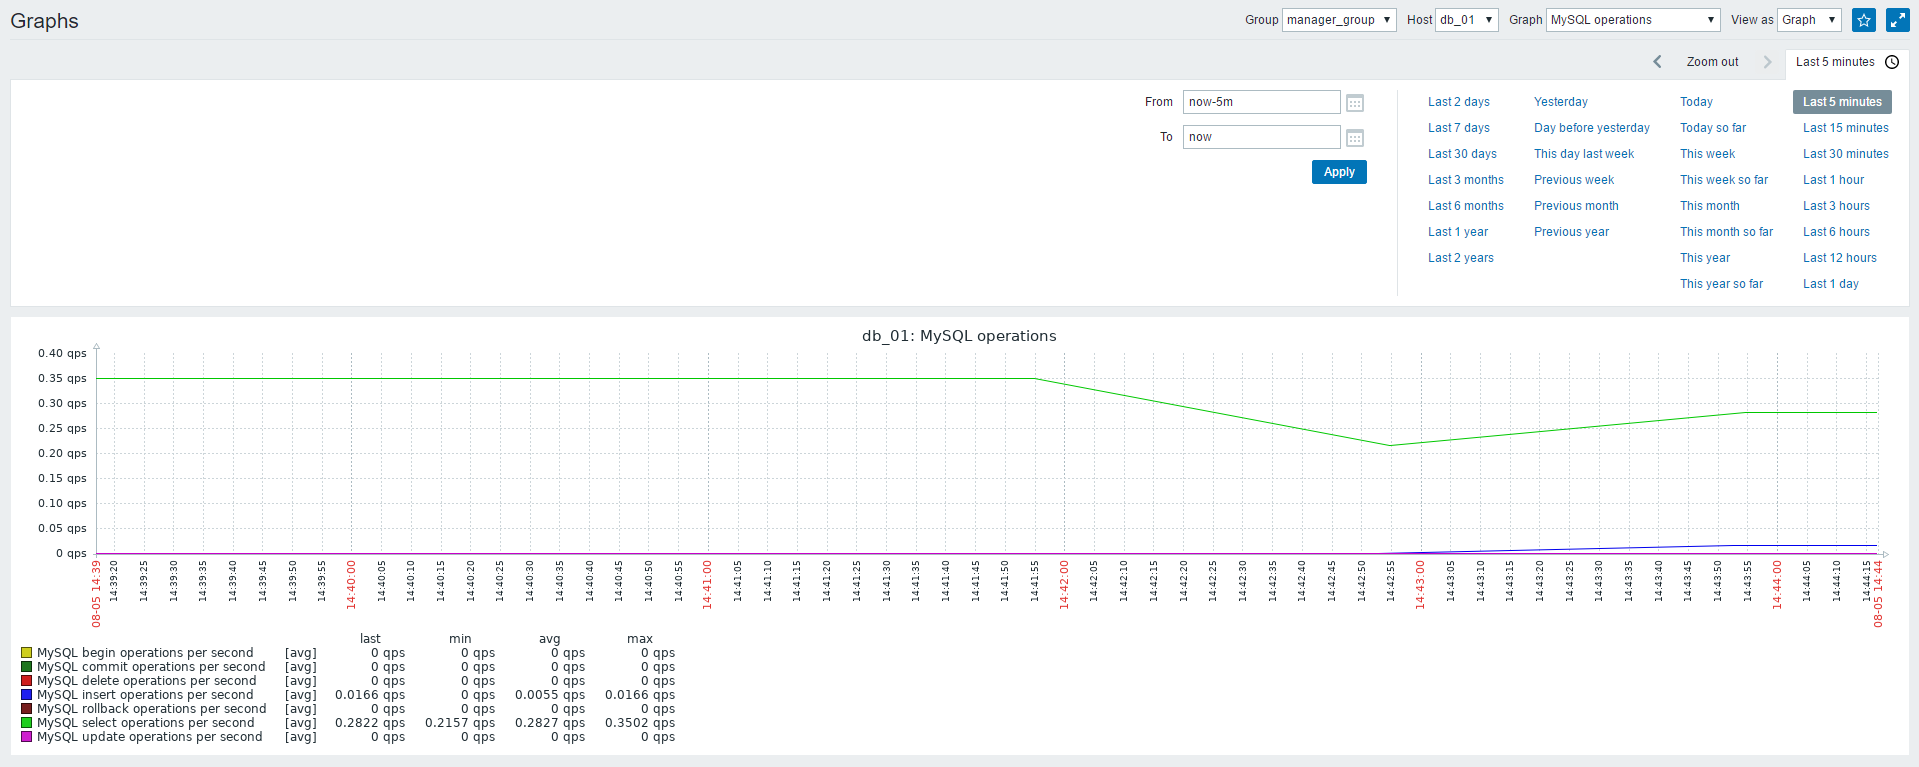 Graphs
Group manager_group Host db_01 Graph MySQL operations View as Graph
Zoom out Last 5 minutes
From now-5m
To now
Apply
Last 2 days Yesterday Today Last 5 minutes
Last 7 days Day before yesterday Today so far Last 15 minutes
Last 30 days This day last week This week Last 30 minutes
Last 3 months Previous week This week so far Last 1 hour
Last 6 months Previous month This month Last 3 hours
Last 1 year Previous year This month so far Last 6 hours
Last 2 years This year Last 12 hours
This year so far Last 1 day
db_01: MySQL operations
0.40 qps
0.35 qps
0.30 qps
0.25 qps
0.20 qps
0.15 qps
0.10 qps
0.05 qps
0 qps
08-05 14:39 14:39:20 14:39:25 14:39:30 14:39:35 14:39:40 14:39:45 14:39:50 14:39:55 14:40:00 14:40:05 14:40:10 14:40:15 14:40:20 14:40:25 14:40:30 14:40:35 14:40:40 14:40:45 14:40:50 14:40:55 14:41:00 14:41:05 14:41:10 14:41:15 14:41:20 14:41:25 14:41:30 14:41:35 14:41:40 14:41:45 14:41:50 14:41:55 14:42:00 14:42:05 14:42:10 14:42:15 14:42:20 14:42:25 14:42:30 14:42:35 14:42:40 14:42:45 14:42:50 14:42:55 14:43:00 14:43:05 14:43:10 14:43:15 14:43:20 14:43:25 14:43:30 14:43:35 14:43:40 14:43:45 14:43:50 14:43:55 14:44:00 14:44:05 14:44:10 14:44:15 08-05 14:44
last min avg max
MySQL begin operations per second [avg] 0 qps 0 qps 0 qps 0 qps
MySQL commit operations per second [avg] 0 qps 0 qps 0 qps 0 qps
MySQL delete operations per second [avg] 0 qps 0 qps 0 qps 0 qps
MySQL insert operations per second [avg] 0.0166 qps 0 qps 0.0055 qps 0.0166 qps
MySQL rollback operations per second [avg] 0 qps 0 qps 0 qps 0 qps
MySQL select operations per second [avg] 0.2822 qps 0.2157 qps 0.2827 qps 0.3502 qps
MySQL update operations per second [avg] 0 qps 0 qps 0 qps 0 qps